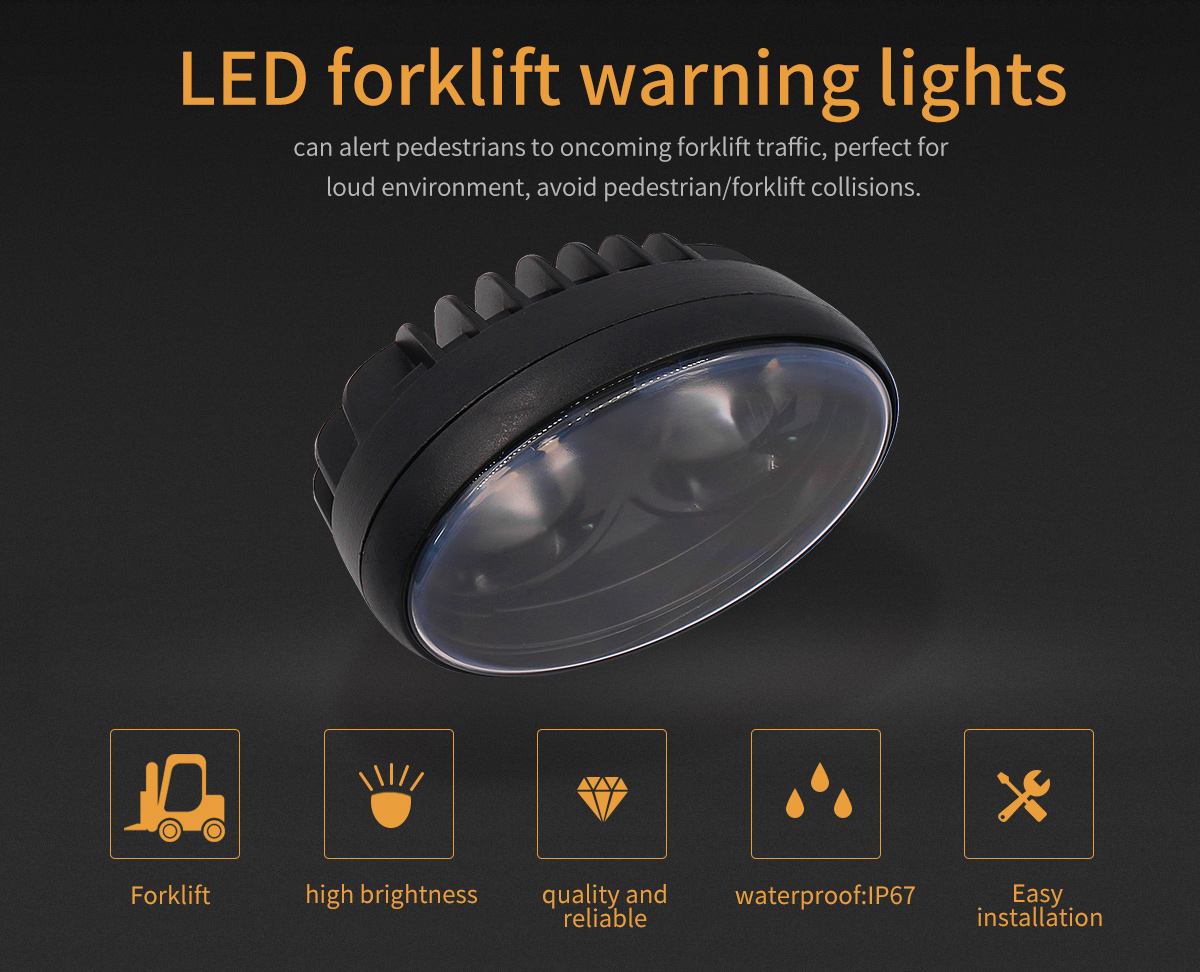 LED forklift warning lights
can alert pedestrians to oncoming forklift traffic, perfect for
loud environment, avoid pedestrian/forklift collisions.
Forklift
high brightness
quality and
reliable
waterproof:IP67
Easy
installation